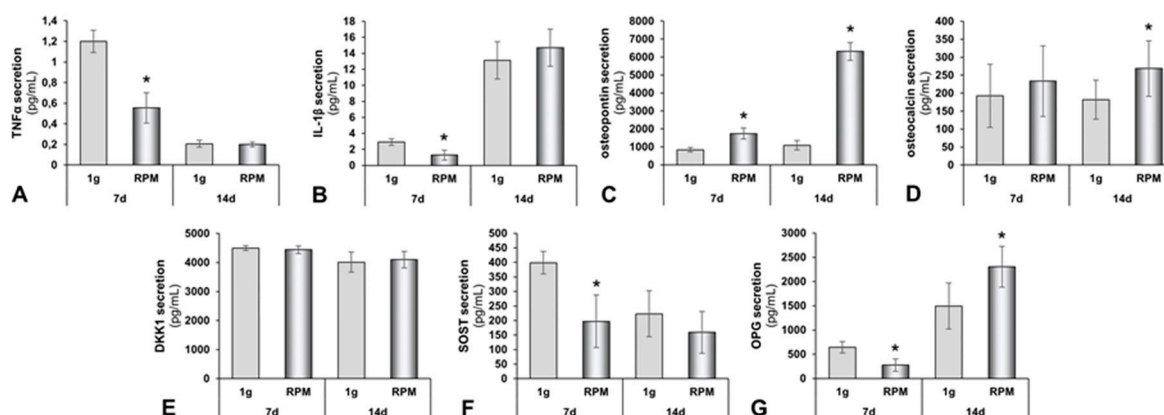 TNFα secretion
(pg/mL)
1,4
1,2
1
0,8
0,6
0,4
0,2
0
*
1g
RPM
1g
RPM
7d
14d
A
IL-1β secretion
(pg/mL)
18
16
14
12
10
8
6
4
2
0
*
1g
RPM
1g
RPM
7d
14d
B
osteopontin secretion
(pg/mL)
8000
7000
6000
5000
4000
3000
2000
1000
0
*
*
1g
RPM
1g
RPM
7d
14d
C
osteocalcin secretion
(pg/mL)
400
350
300
250
200
150
100
50
0
*
1g
RPM
1g
RPM
7d
14d
D
DKK1 secretion
(pg/mL)
5000
4000
3000
2000
1000
0
1g
RPM
1g
RPM
7d
14d
E
SOST secretion
(pg/mL)
500
450
400
350
300
250
200
150
100
50
0
*
1g
RPM
1g
RPM
7d
14d
F
OPG secretion
(pg/mL)
3000
2500
2000
1500
1000
500
0
*
*
1g
RPM
1g
RPM
7d
14d
G